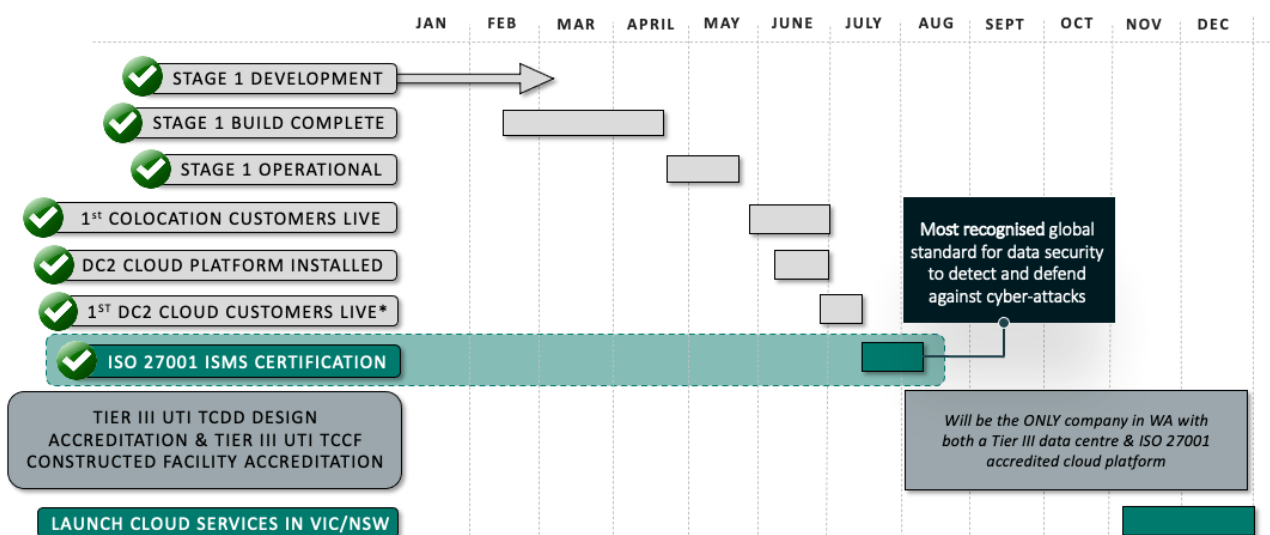 JAN FEB MAR APRIL MAY JUNE JULY AUG SEPT OCT NOV DEC
STAGE 1 DEVELOPMENT
STAGE 1 BUILD COMPLETE
STAGE 1 OPERATIONAL
1st COLOCATION CUSTOMERS LIVE
DC2 CLOUD PLATFORM INSTALLED
1ST DC2 CLOUD CUSTOMERS LIVE*
Most recognised global
standard for data security
to detect and defend
against cyber-attacks
ISO 27001 ISMS CERTIFICATION
TIER III UTI TCDD DESIGN
ACCREDITATION & TIER III UTI TCCF
CONSTRUCTED FACILITY ACCREDITATION
Will be the ONLY company in WA with
both a Tier III data centre & ISO 27001
accredited cloud platform
LAUNCH CLOUD SERVICES IN VIC/NSW